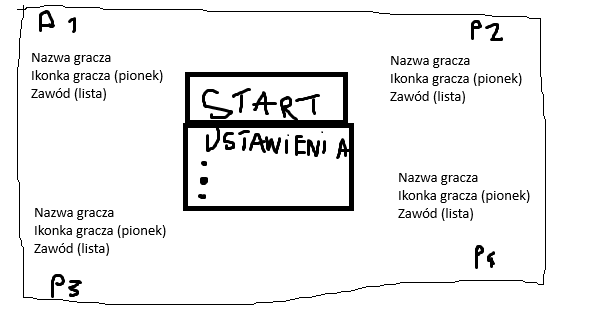 P1
Nazwa gracza
Ikonka gracza (pionek)
Zawód (lista)
P2
Nazwa gracza
Ikonka gracza (pionek)
Zawód (lista)
START
USTAWIENIA
Nazwa gracza
Ikonka gracza (pionek)
Zawód (lista)
P3
Nazwa gracza
Ikonka gracza (pionek)
Zawód (lista)
P4